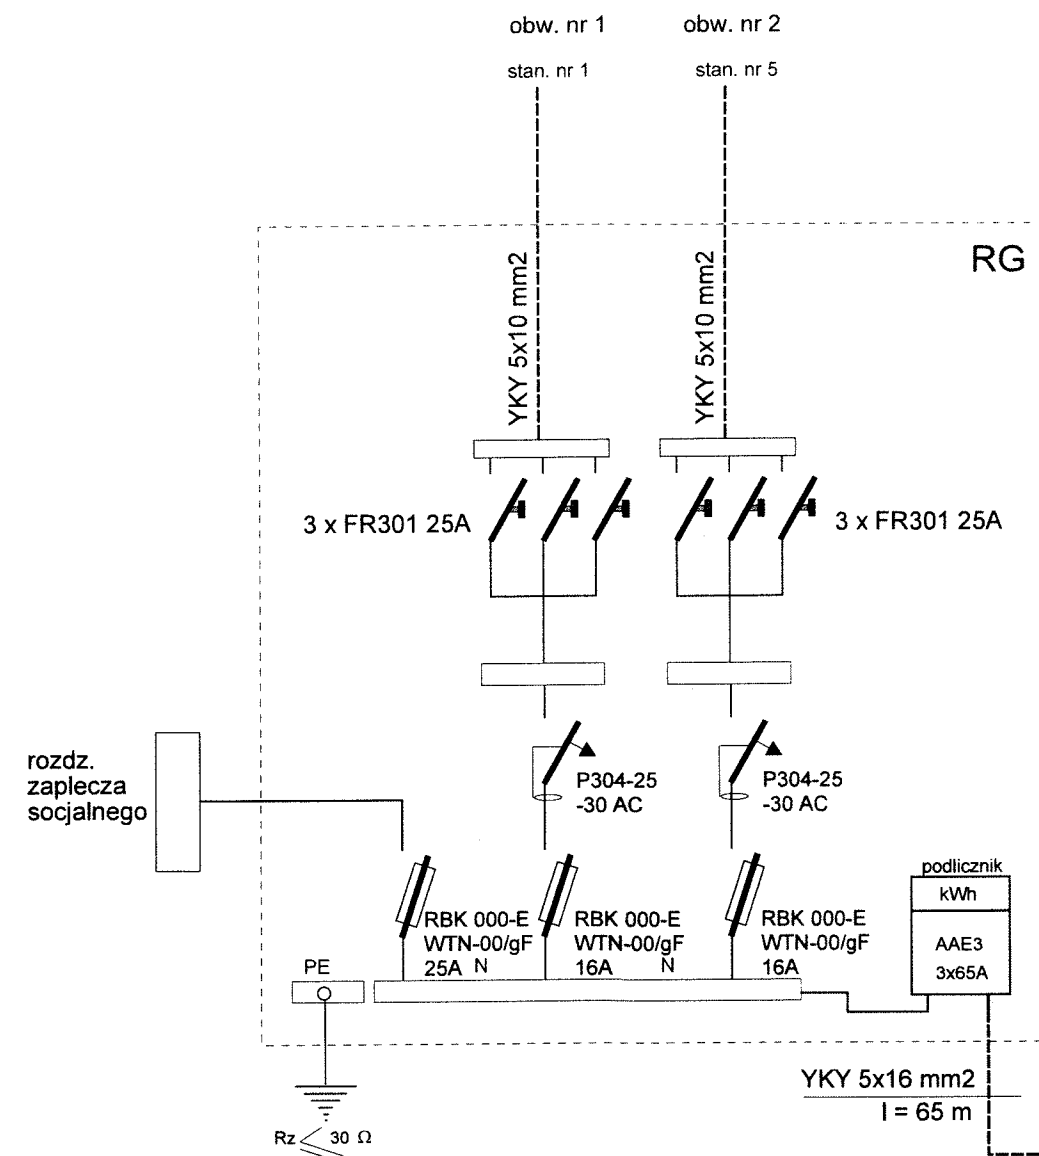 obw. nr 1
obw. nr 2
stan. nr 1
stan. nr 5
RG
YKY 5x10 mm2
YKY 5x10 mm2
3 x FR301 25A
3 x FR301 25A
rozdz.
zaplecza
socjalnego
P304-25
-30 AC
P304-25
-30 AC
podlicznik
kWh
AAE3
3x65A
RBK 000-E
WTN-00/gF
25A
N
RBK 000-E
WTN-00/gF
16A
N
RBK 000-E
WTN-00/gF
16A
PE
YKY 5x16 mm2
l = 65 m
Rz < 30 Ω